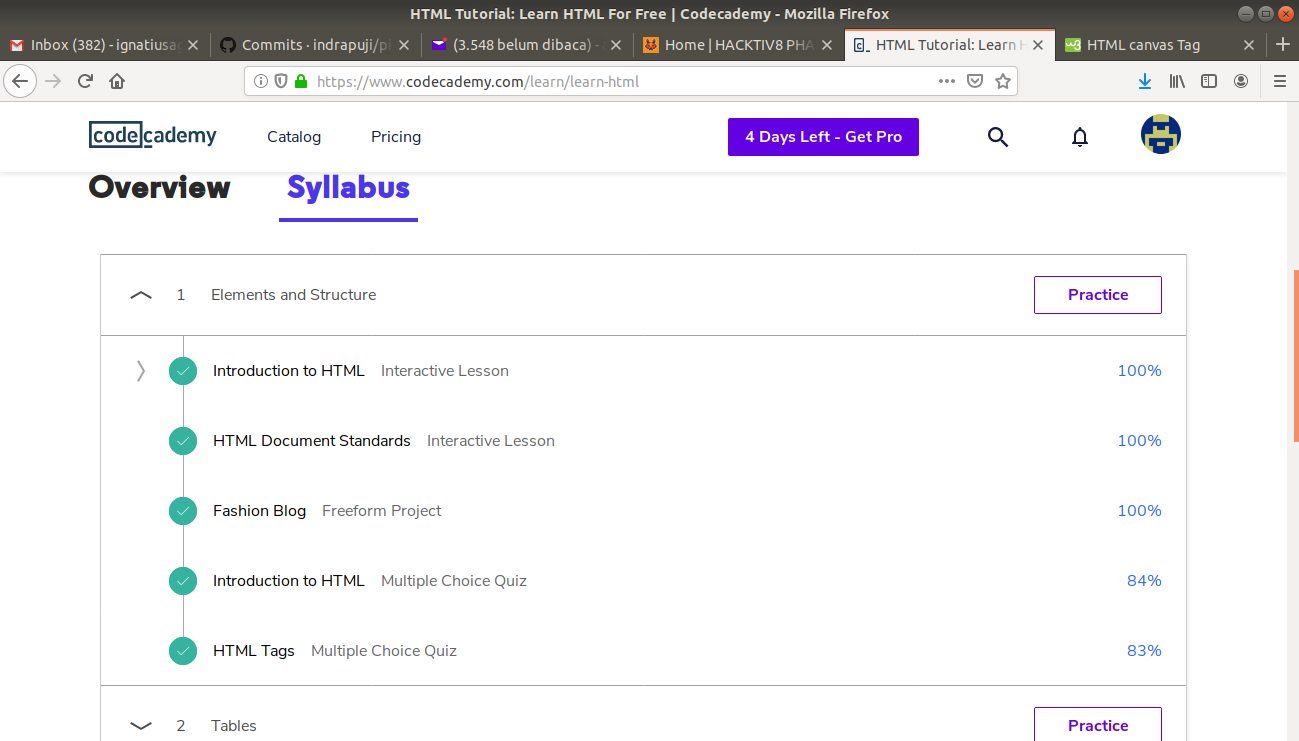 HTML Tutorial: Learn HTML For Free | Codecademy - Mozilla Firefox
Inbox (382) - ignatiusa
Commits · indrapuji/pi
(3.548 belum dibaca) -
Home | HACKTIV8 PHA
HTML Tutorial: Learn H
HTML canvas Tag
https://www.codecademy.com/learn/learn-html
codecademy
Catalog
Pricing
4 Days Left - Get Pro
Overview
Syllabus
1 Elements and Structure Practice
Introduction to HTML Interactive Lesson 100%
HTML Document Standards Interactive Lesson 100%
Fashion Blog Freeform Project 100%
Introduction to HTML Multiple Choice Quiz 84%
HTML Tags Multiple Choice Quiz 83%
2 Tables Practice